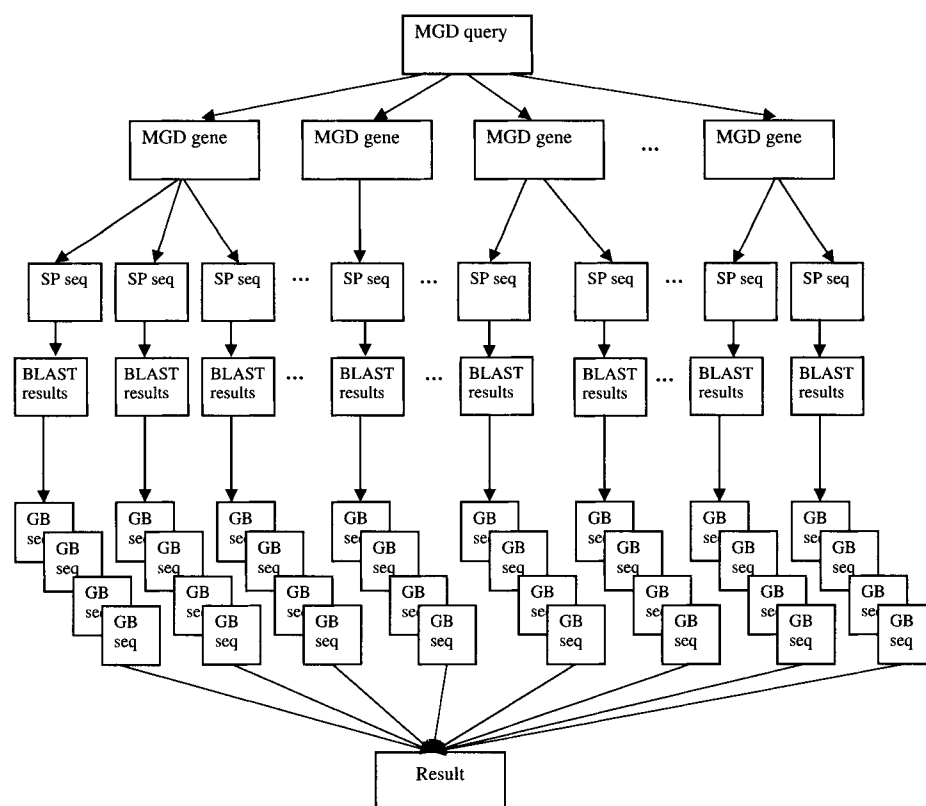 MGD query
MGD gene
MGD gene
MGD gene
...
MGD gene
SP seq
SP seq
SP seq
...
SP seq
...
SP seq
SP seq
...
SP seq
SP seq
BLAST
results
BLAST
results
BLAST
results
...
BLAST
results
...
BLAST
results
BLAST
results
...
BLAST
results
BLAST
results
GB
seq
GB
seq
GB
seq
GB
seq
GB
seq
GB
seq
GB
seq
GB
seq
GB
seq
GB
seq
GB
seq
GB
seq
GB
seq
GB
seq
GB
seq
GB
seq
GB
seq
GB
seq
GB
seq
GB
seq
GB
seq
GB
seq
GB
seq
GB
seq
GB
seq
GB
seq
GB
seq
GB
seq
GB
seq
GB
seq
GB
seq
GB
seq
Result